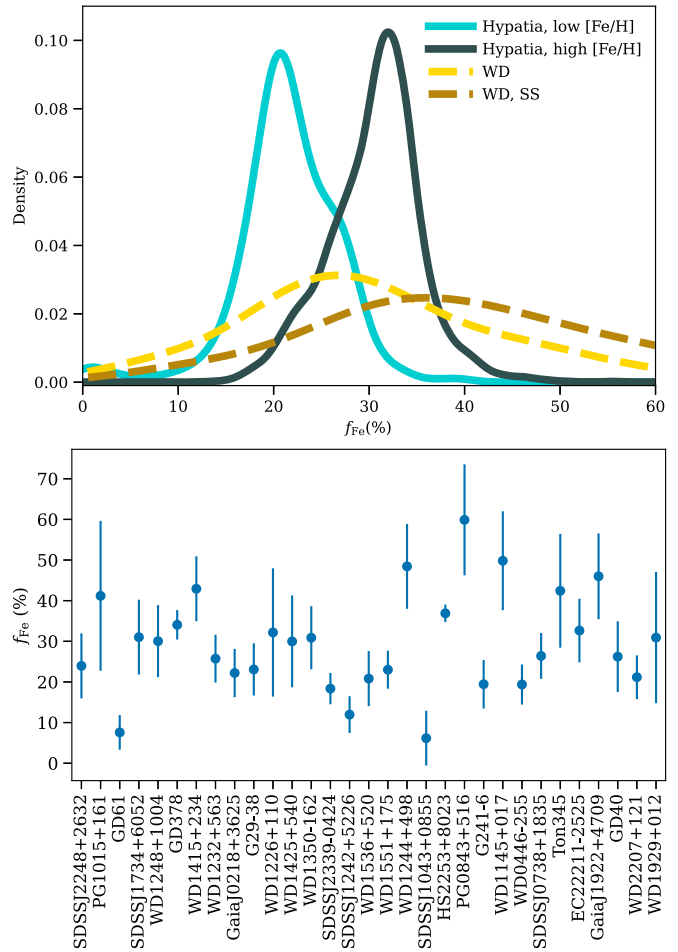 0.10
0.08
0.06
0.04
0.02
0.00
Density
Hypatia, low [Fe/H]
Hypatia, high [Fe/H]
WD
WD, SS
0 10 20 30 40 50 60
fFe(%)
70
60
50
40
30
20
10
0
fFe (%)
SDSSJ2248+2632
PG1015+161
GD61
SDSSJ1734+6052
WD1248+1004
GD378
WD1415+234
WD1232+563
GaiaJ0218+3625
G29-38
WD1226+110
WD1425+540
WD1350-162
SDSSJ2339-0424
SDSSJ1242+5226
WD1536+520
WD1551+175
WD1244+498
SDSSJ1043+0855
HS2253+8023
PG0843+516
G241-6
WD1145+017
WD0446-255
SDSSJ0738+1835
Ton345
EC22211-2525
GaiaJ1922+4709
GD40
WD2207+121
WD1929+012